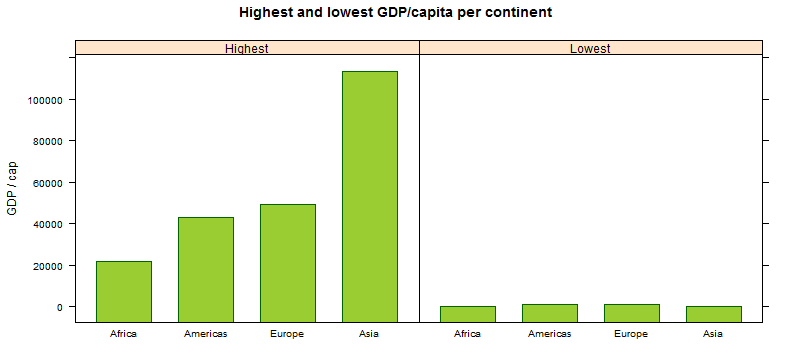 Highest and lowest GDP/capita per continent
Highest
Lowest
GDP / cap
100000
80000
60000
40000
20000
0
Africa Americas Europe Asia Africa Americas Europe Asia